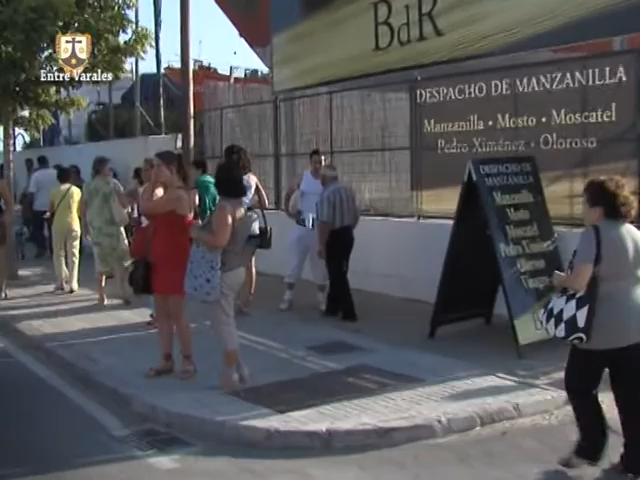 Entre Varales
BdR
DESPACHO DE MANZANILLA
Manzanilla • Mosto • Moscatel
Pedro Ximénez • Oloroso
DESPACHO
DE MANZANILLA
Manzanilla
Mosto
Moscatel
Pedro Ximénez
Oloroso